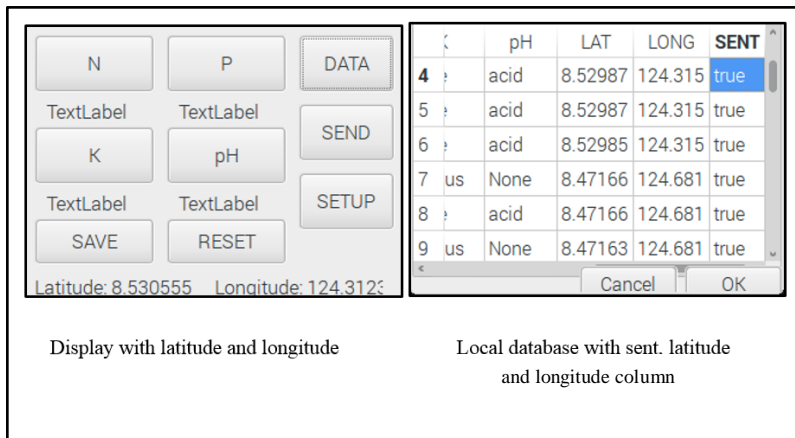 N P DATA
TextLabel TextLabel
SEND
K pH
TextLabel TextLabel
SETUP
SAVE RESET
Latitude: 8.530555 Longitude: 124.3123
pH LAT LONG SENT
4 acid 8.52987 124.315 true
5 acid 8.52987 124.315 true
6 acid 8.52985 124.315 true
7 us None 8.47166 124.681 true
8 acid 8.47166 124.681 true
9 us None 8.47163 124.681 true
Cancel OK
Display with latitude and longitude
Local database with sent. latitude
and longitude column